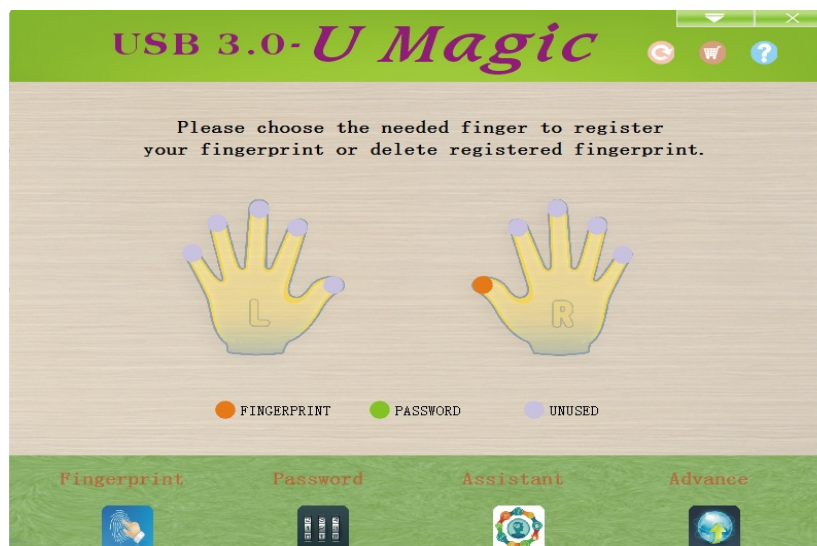 USB 3.0-U Magic
Please choose the needed finger to register
your fingerprint or delete registered fingerprint.
L R
FINGERPRINT PASSWORD UNUSED
Fingerprint Password Assistant Advance